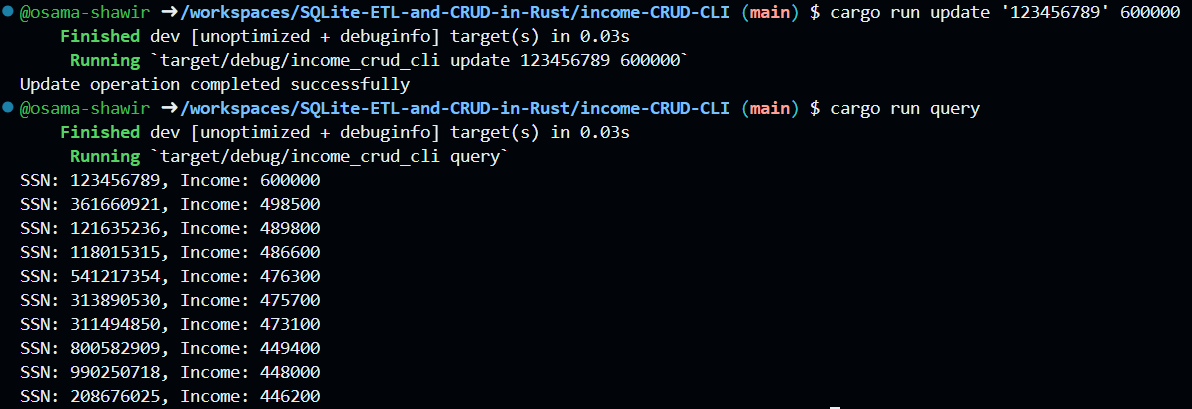 @osama-shawir ➜/workspaces/SQLite-ETL-and-CRUD-in-Rust/income-CRUD-CLI (main) $ cargo run update '123456789' 600000
Finished dev [unoptimized + debuginfo] target(s) in 0.03s
Running `target/debug/income_crud_cli update 123456789 600000`
Update operation completed successfully
@osama-shawir ➜/workspaces/SQLite-ETL-and-CRUD-in-Rust/income-CRUD-CLI (main) $ cargo run query
Finished dev [unoptimized + debuginfo] target(s) in 0.03s
Running `target/debug/income_crud_cli query`
SSN: 123456789, Income: 600000
SSN: 361660921, Income: 498500
SSN: 121635236, Income: 489800
SSN: 118015315, Income: 486600
SSN: 541217354, Income: 476300
SSN: 313890530, Income: 475700
SSN: 311494850, Income: 473100
SSN: 800582909, Income: 449400
SSN: 990250718, Income: 448000
SSN: 208676025, Income: 446200